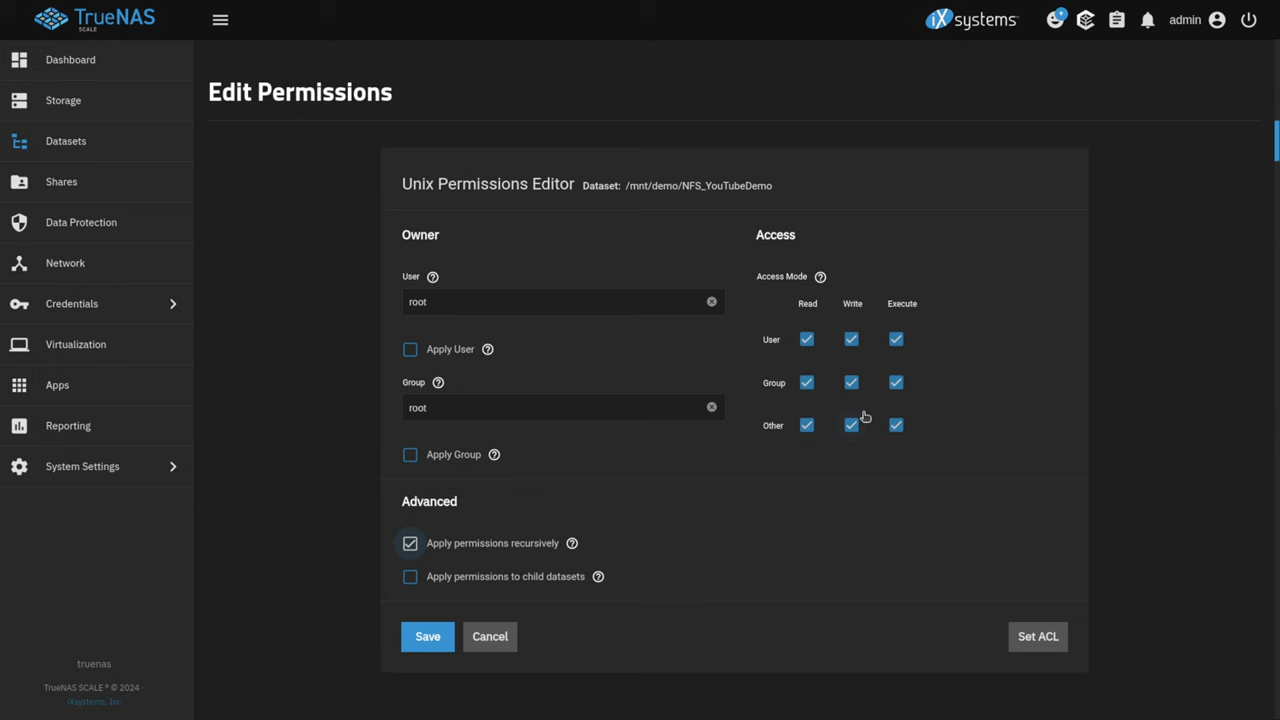 TrueNAS
SCALE
iXsystems™
admin
Dashboard
Storage
Datasets
Shares
Data Protection
Network
Credentials
Virtualization
Apps
Reporting
System Settings
truenas
TrueNAS SCALE ® © 2024 -
iXsystems, Inc
Edit Permissions
Unix Permissions Editor Dataset: /mnt/demo/NFS_YouTubeDemo
Owner
User
root
Apply User
Group
root
Apply Group
Access
Access Mode
Read Write Execute
User
Group
Other
Advanced
Apply permissions recursively
Apply permissions to child datasets
Save Cancel Set ACL